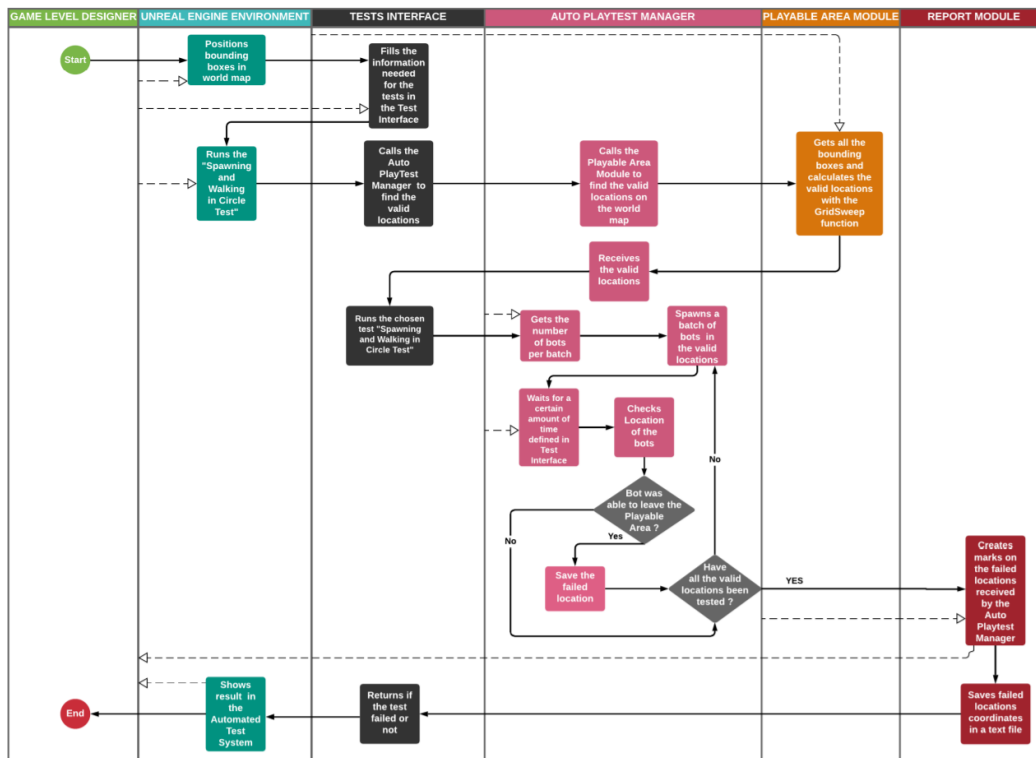 GAME LEVEL DESIGNER
UNREAL ENGINE ENVIRONMENT
TESTS INTERFACE
AUTO PLAYTEST MANAGER
PLAYABLE AREA MODULE
REPORT MODULE
Start
Positions
bounding
boxes in
world map
Fills the
information
needed
for the
tests in
the Test
Interface
Runs the
"Spawning
and
Walking
in Circle
Test"
Calls the
Auto
PlayTest
Manager to
find the
valid
locations
Calls the
Playable Area
Module to find
the valid
locations on
the world
map
Gets all the
bounding
boxes and
calculates the
valid locations
with the
GridSweep
function
Receives
the valid
locations
Runs the chosen
test "Spawning
and Walking in
Circle Test"
Gets the
number
of bots
per batch
Spawns a
batch of
bots in
the valid
locations
Waits for a
certain
amount of
time
defined in
Test
Interface
Checks
Location
of the
bots
No
Bot was
able to leave the
Playable
Area ?
Yes
No
Save the
failed
location
Have
all the valid
locations been
tested ?
YES
Creates
marks on
the failed
locations
received
by the
Auto
Playtest
Manager
End
Shows
result in
the
Automated
Test
System
Returns if
the test
failed or
not
Saves failed
locations
coordinates
in a text file